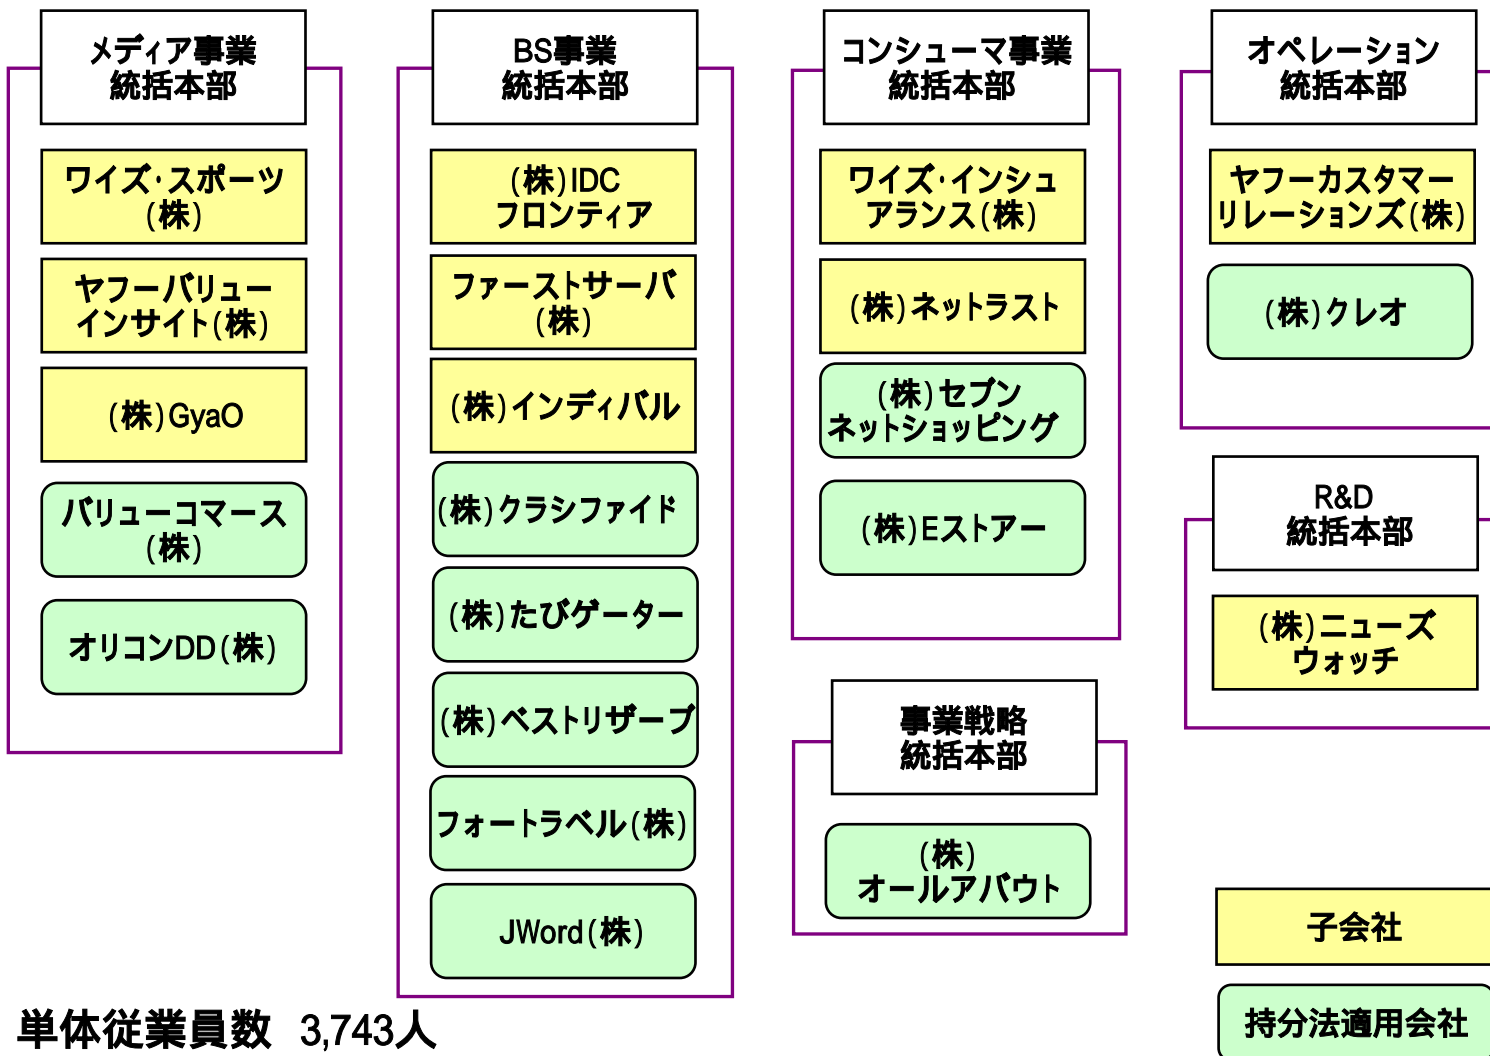 メディア事業
統括本部
ワイズ・スポーツ
(株)
ヤフーバリュー
インサイト(株)
(株)GyaO
バリューコマース
(株)
オリコンDD(株)
BS事業
統括本部
(株)IDC
フロンティア
ファーストサーバ
(株)
(株)インディバル
(株)クラシファイド
(株)たびゲーター
(株)ベストリザーブ
フォートラベル(株)
JWord(株)
コンシューマ事業
統括本部
ワイズ・インシュ
アランス(株)
(株)ネットラスト
(株)セブン
ネットショッピング
(株)Eストアー
事業戦略
統括本部
(株)
オールアバウト
オペレーション
統括本部
ヤフーカスタマー
リレーションズ(株)
(株)クレオ
R&D
統括本部
(株)ニューズ
ウォッチ
子会社
持分法適用会社
単体従業員数 3,743人